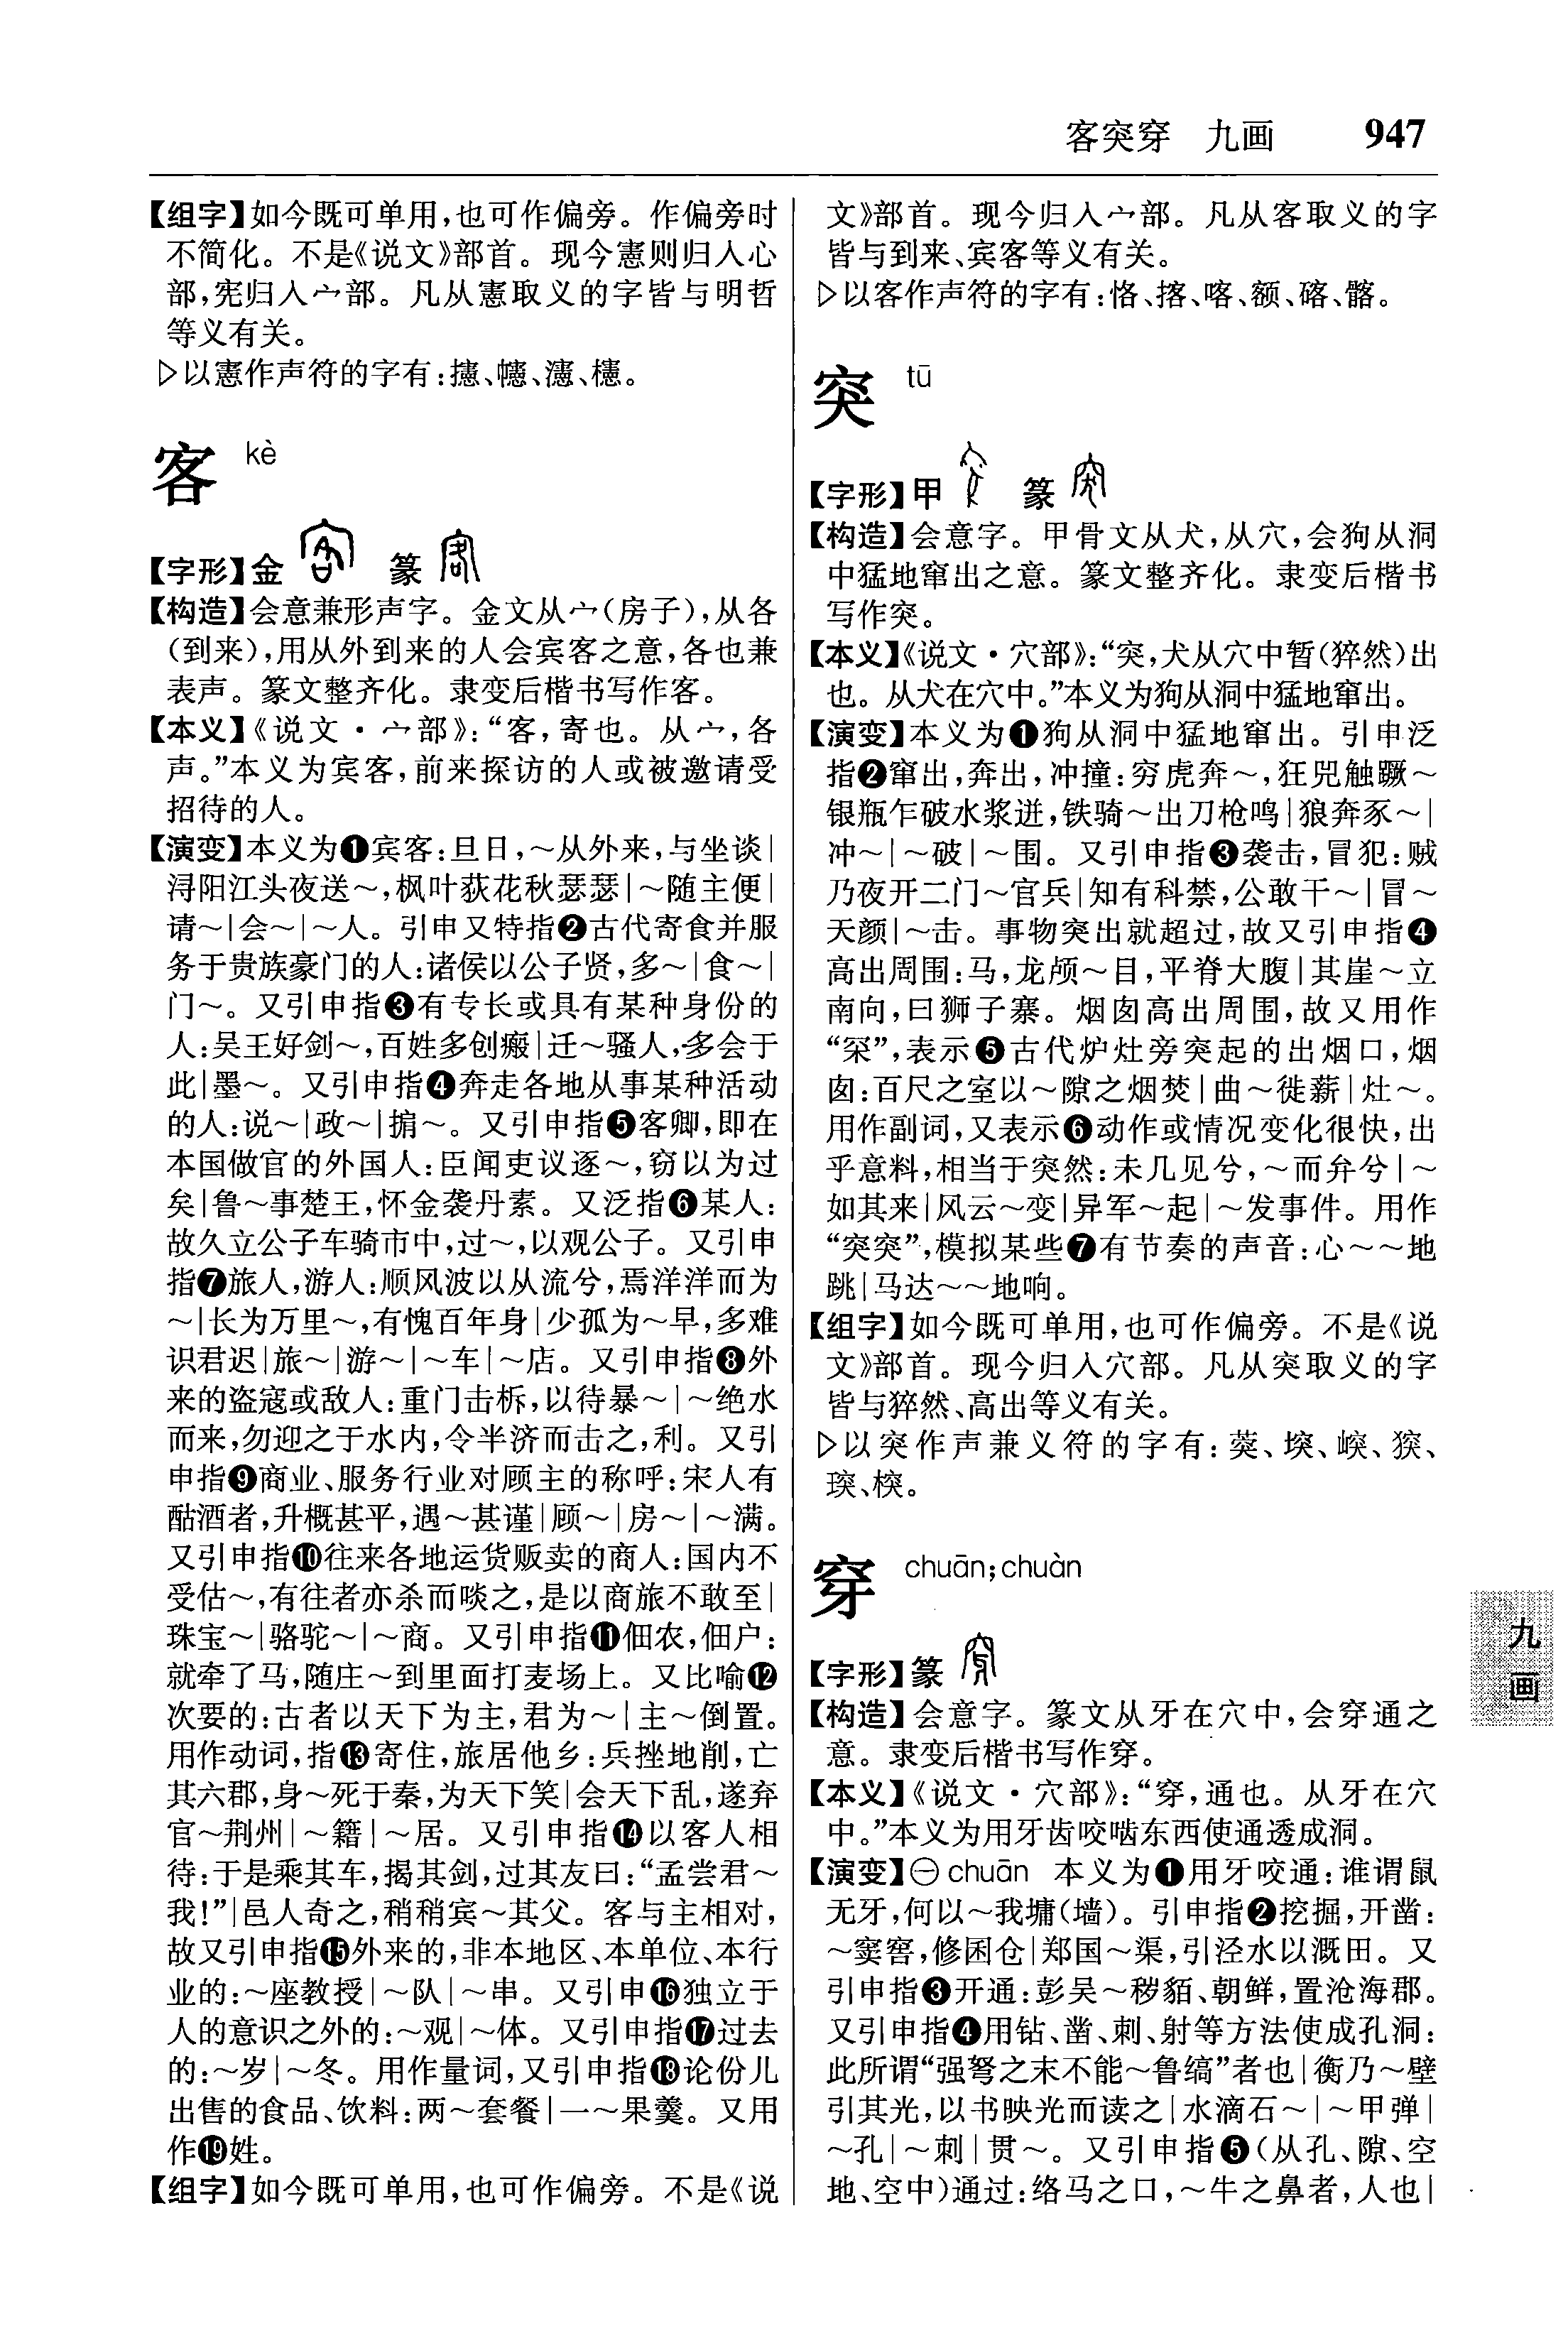 客突穿 九画 947
【组字】如今既可单用,也可作偏旁。作偏旁时
不简化。不是《说文》部首。现今憲则归入心
部,宪归入宀部。凡从憲取义的字皆与明哲
等义有关。
▷以憲作声符的字有:攇、幰、瀗、櫶。
客 kè
【字形】金 篆
【构造】会意兼形声字。金文从宀(房子),从各
(到来),用从外到来的人会宾客之意,各也兼
表声。篆文整齐化。隶变后楷书写作客。
【本义】《说文·宀部》:“客,寄也。从宀,各
声。”本义为宾客,前来探访的人或被邀请受
招待的人。
【演变】本义为❶宾客:旦日,～从外来,与坐谈|
浔阳江头夜送～,枫叶荻花秋瑟瑟|～随主便|
请～|会～|～人。引申又特指❷古代寄食并服
务于贵族豪门的人:诸侯以公子贤,多～|食～|
门～。又引申指❸有专长或具有某种身份的
人:吴王好剑～,百姓多创瘢|迁～骚人,多会于
此|墨～。又引申指❹奔走各地从事某种活动
的人:说～|政～|掮～。又引申指❺客卿,即在
本国做官的外国人:臣闻吏议逐～,窃以为过
矣|鲁～事楚王,怀金袭丹素。又泛指❻某人:
故久立公子车骑市中,过～,以观公子。又引申
指❼旅人,游人:顺风波以从流兮,焉洋洋而为
～|长为万里～,有愧百年身|少孤为～早,多难
识君迟|旅～|游～|～车|～店。又引申指❽外
来的盗寇或敌人:重门击柝,以待暴～|～绝水
而来,勿迎之于水内,令半济而击之,利。又引
申指❾商业、服务行业对顾主的称呼:宋人有
酤酒者,升概甚平,遇～甚谨|顾～|房～|～满。
又引申指❿往来各地运货贩卖的商人:国内不
受估～,有往者亦杀而啖之,是以商旅不敢至|
珠宝～|骆驼～|～商。又引申指⓫佃农,佃户:
就牵了马,随庄～到里面打麦场上。又比喻⓬
次要的:古者以天下为主,君为～|主～倒置。
用作动词,指⓭寄住,旅居他乡:兵挫地削,亡
其六郡,身～死于秦,为天下笑|会天下乱,遂弃
官～荆州|～籍|～居。又引申指⓮以客人相
待:于是乘其车,揭其剑,过其友曰:“孟尝君～
我!”|邑人奇之,稍稍宾～其父。客与主相对,
故又引申指⓯外来的,非本地区、本单位、本行
业的:～座教授|～队|～串。又引申⓰独立于
人的意识之外的:～观|～体。又引申指⓱过去
的:～岁|～冬。用作量词,又引申指⓲论份儿
出售的食品、饮料:两～套餐|一～果羹。又用
作⓳姓。
【组字】如今既可单用,也可作偏旁。不是《说
文》部首。现今归入宀部。凡从客取义的字
皆与到来、宾客等义有关。
▷以客作声符的字有:恪、揢、喀、额、硌、髂。
突 tū
【字形】甲 篆
【构造】会意字。甲骨文从犬,从穴,会狗从洞
中猛地窜出之意。篆文整齐化。隶变后楷书
写作突。
【本义】《说文·穴部》:“突,犬从穴中暂(猝然)出
也。从犬在穴中。”本义为狗从洞中猛地窜出。
【演变】本义为❶狗从洞中猛地窜出。引申泛
指❷窜出,奔出,冲撞:穷虎奔～,狂兕触蹶～
银瓶乍破水浆迸,铁骑～出刀枪鸣|狼奔豕～|
冲～|～破|～围。又引申指❸袭击,冒犯:贼
乃夜开二门～官兵|知有科禁,公敢干～|冒～
天颜|～击。事物突出就超过,故又引申指❹
高出周围:马,龙颅～目,平脊大腹|其崖～立
南向,曰狮子寨。烟囱高出周围,故又用作
“穾”,表示❺古代炉灶旁突起的出烟口,烟
囱:百尺之室以～隙之烟焚|曲～徙薪|灶～。
用作副词,又表示❻动作或情况变化很快,出
乎意料,相当于突然:未几见兮,～而弁兮|～
如其来|风云～变|异军～起|～发事件。用作
“突突”,模拟某些❼有节奏的声音:心～～地
跳|马达～～地响。
【组字】如今既可单用,也可作偏旁。不是《说
文》部首。现今归入穴部。凡从突取义的字
皆与猝然、高出等义有关。
▷以突作声兼义符的字有:葖、堗、嶀、猤、
㻬、㮱。
穿 chuān;chuàn
【字形】篆
【构造】会意字。篆文从牙在穴中,会穿通之
意。隶变后楷书写作穿。
【本义】《说文·穴部》:“穿,通也。从牙在穴
中。”本义为用牙齿咬啮东西使通透成洞。
【演变】㊀chuān 本义为❶用牙咬通:谁谓鼠
无牙,何以～我墉(墙)。引申指❷挖掘,开凿:
～窦窖,修囷仓|郑国～渠,引泾水以溉田。又
引申指❸开通:彭吴～秽貊、朝鲜,置沧海郡。
又引申指❹用钻、凿、刺、射等方法使成孔洞:
此所谓“强弩之末不能～鲁缟”者也|衡乃～壁
引其光,以书映光而读之|水滴石～|～甲弹|
～孔|～刺|贯～。又引申指❺(从孔、隙、空
地、空中)通过:络马之口,～牛之鼻者,人也|
九
画